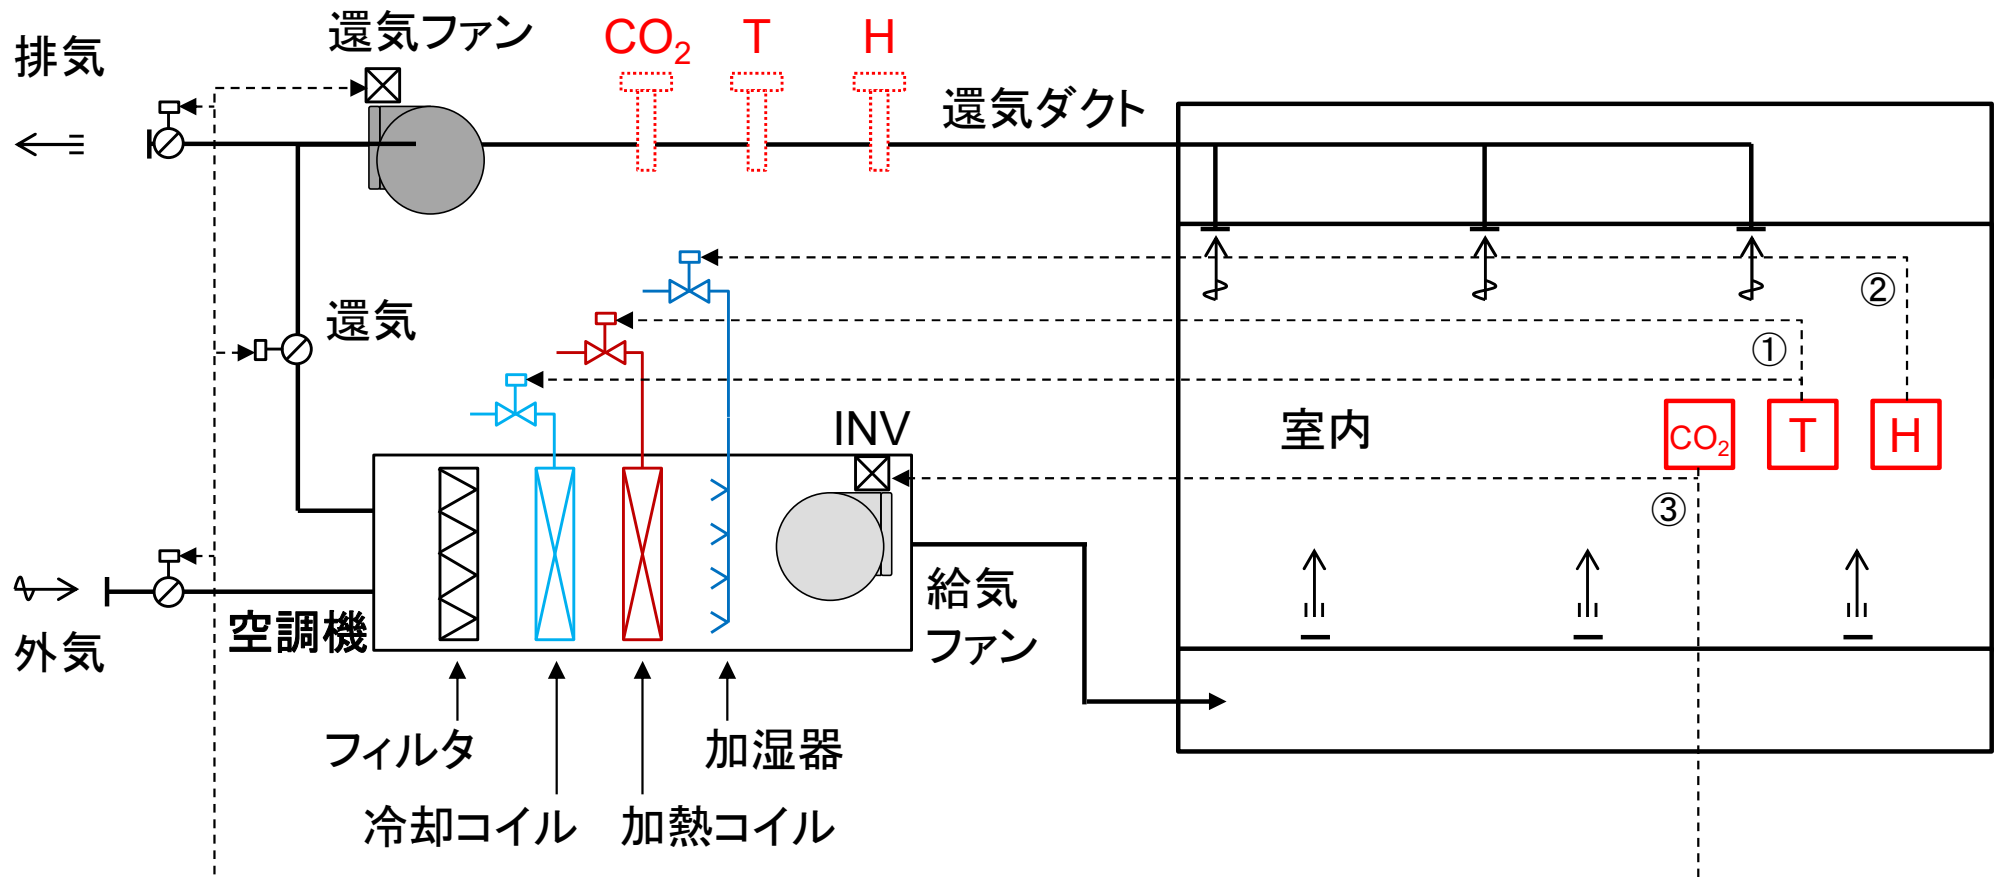 排気
還気ファン
CO₂
T
H
還気ダクト
還気
②
①
室内
CO₂
T
H
INV
③
外気
空調機
給気
ファン
フィルタ
加湿器
冷却コイル
加熱コイル